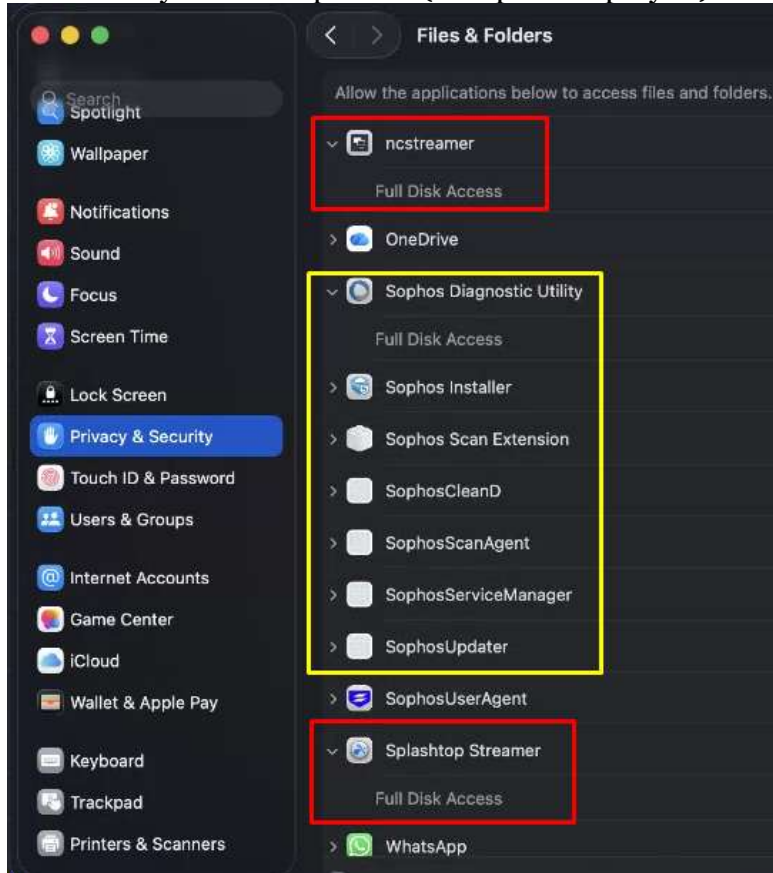 Files & Folders
Search
Spotlight
Wallpaper
Notifications
Sound
Focus
Screen Time
Lock Screen
Privacy & Security
Touch ID & Password
Users & Groups
Internet Accounts
Game Center
iCloud
Wallet & Apple Pay
Keyboard
Trackpad
Printers & Scanners
Allow the applications below to access files and folders.
ncstreamer
Full Disk Access
OneDrive
Sophos Diagnostic Utility
Full Disk Access
Sophos Installer
Sophos Scan Extension
SophosCleanD
SophosScanAgent
SophosServiceManager
SophosUpdater
SophosUserAgent
Splashtop Streamer
Full Disk Access
WhatsApp